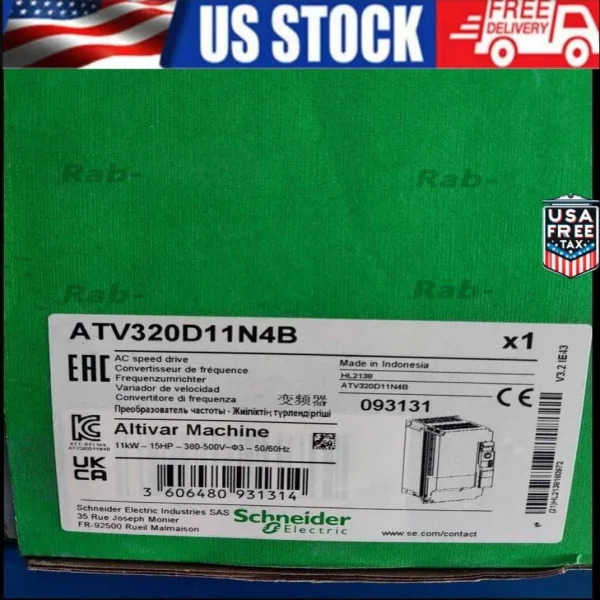 US STOCK
FREE
DELIVERY
Rab-
Rab-
USA
FREE
TAX
Rab-
Rab-
ATV320D11N4B
x1
EAC
AC speed drive
Convertisseur de fréquence
Frequenzumrichter
Variador de velocidad
Convertitore di frequenza
变频器
Преобразователь частоты - Жиіліктің түрлендіргіші
Made in Indonesia
HL2139
ATV320D11N4B
093131
CE
V3.2 IE43
ATV320D11N4B
Altivar Machine
11kW - 15HP - 380-500V~Φ3 - 50/60Hz
UK
CA
3 606480 931314
Schneider Electric Industries SAS
35 Rue Joseph Monier
FR-92500 Rueil Malmaison
Schneider
Electric
www.se.com/contact